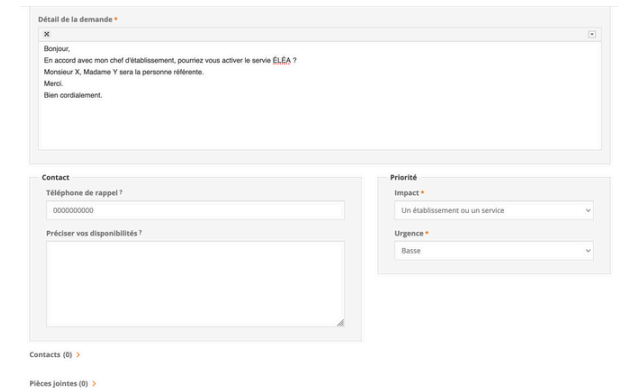 Détail de la demande *
Bonjour,
En accord avec mon chef d'établissement, pourriez vous activer le servie ÉLÉA ?
Monsieur X, Madame Y sera la personne référente.
Merci.
Bien cordialement.
Contact
Téléphone de rappel ?
0000000000
Préciser vos disponibilités ?
Priorité
Impact *
Un établissement ou un service
Urgence *
Basse
Contacts (0) >
Pièces jointes (0) >